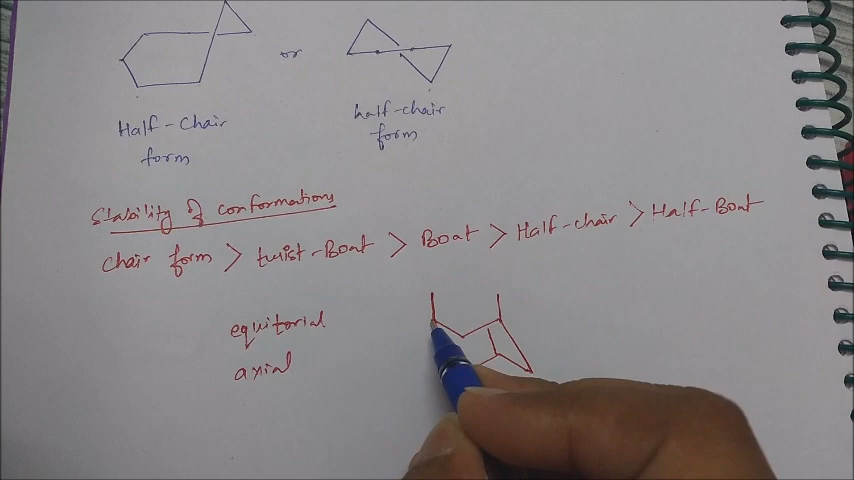 or
Half-Chair
form
half-chair
form
Stability of conformations
Chair form > twist-Boat > Boat > Half-chair > Half-Boat
equitorial
axial